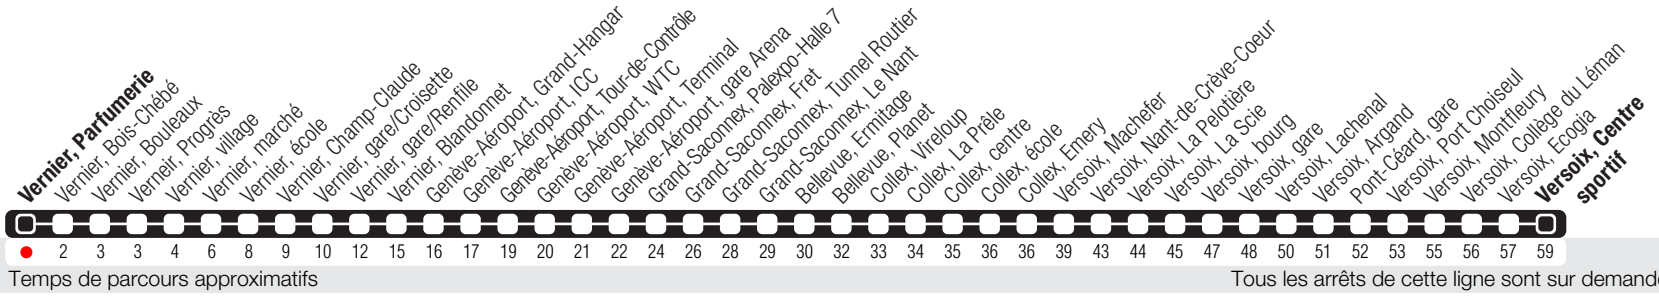 Vernier, Parfumerie
Vernier, Bois-Chébé
Vernier, Bouleaux
Vernier, Progrès
Vernier, village
Vernier, marché
Vernier, école
Vernier, Champ-Claude
Vernier, gare/Croisette
Vernier, gare/Renfile
Vernier, Blandonnet
Genève-Aéroport, Grand-Hangar
Genève-Aéroport, ICC
Genève-Aéroport, Tour-de-Contrôle
Genève-Aéroport, WTC
Genève-Aéroport, Terminal
Genève-Aéroport, gare Arena
Grand-Saconnex, Palexpo-Halle 7
Grand-Saconnex, Fret
Grand-Saconnex, Tunnel Routier
Grand-Saconnex, Le Nant
Bellevue, Ermitage
Bellevue, Planet
Collex, Vireloup
Collex, La Prêle
Collex, centre
Collex, école
Collex, Emery
Versoix, Machefer
Versoix, Nant-de-Crève-Coeur
Versoix, La Pelotière
Versoix, La Scie
Versoix, bourg
Versoix, gare
Versoix, Lachenal
Versoix, Argand
Pont-Céard, gare
Versoix, Port Choiseul
Versoix, Montfleury
Versoix, Collège du Léman
Versoix, Ecogia
Versoix, Centre
sportif
2 3 3 4 6 8 9 10 12 15 16 17 19 20 21 22 24 26 28 29 30 32 33 34 35 36 36 39 43 44 45 47 48 50 51 52 53 55 56 57 59
Temps de parcours approximatifs
Tous les arrêts de cette ligne sont sur demande